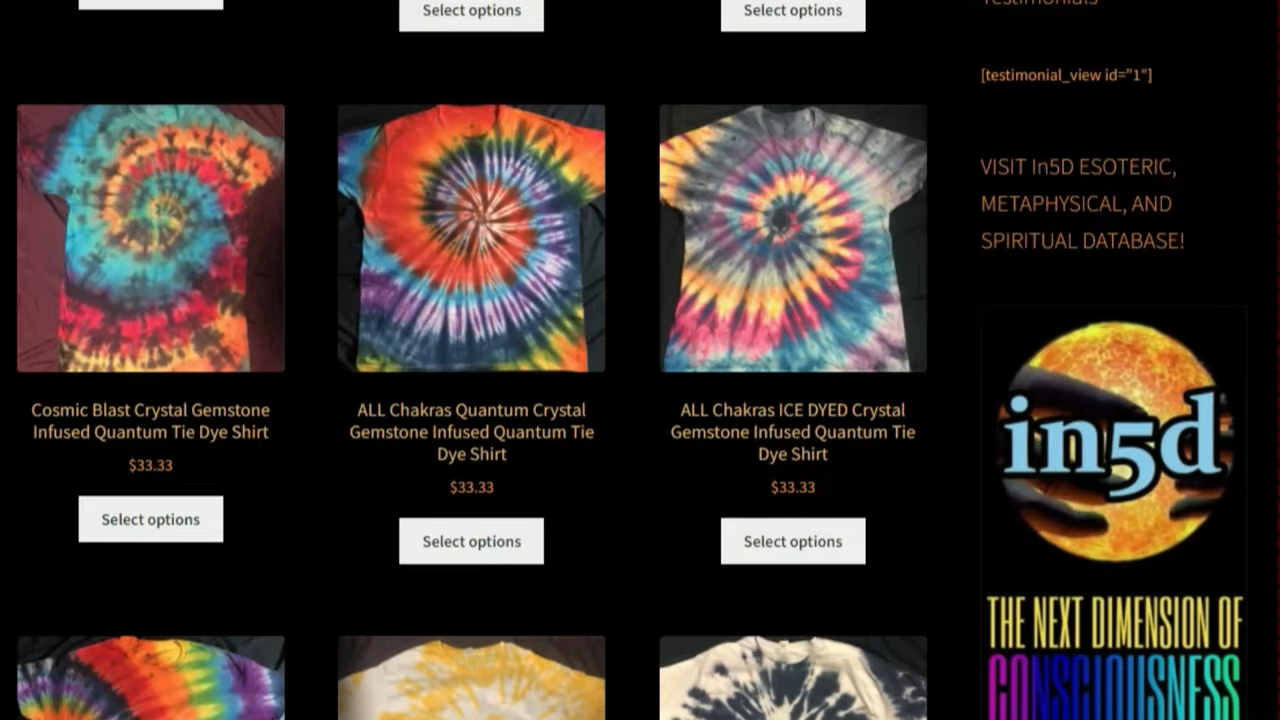 Select options
Select options
Testimonials
[testimonial_view id="1"]
VISIT In5D ESOTERIC,
METAPHYSICAL, AND
SPIRITUAL DATABASE!
Cosmic Blast Crystal Gemstone
Infused Quantum Tie Dye Shirt
$33.33
Select options
ALL Chakras Quantum Crystal
Gemstone Infused Quantum Tie
Dye Shirt
$33.33
Select options
ALL Chakras ICE DYED Crystal
Gemstone Infused Quantum Tie
Dye Shirt
$33.33
Select options
in5d
THE NEXT DIMENSION OF
CONSCIOUSNESS